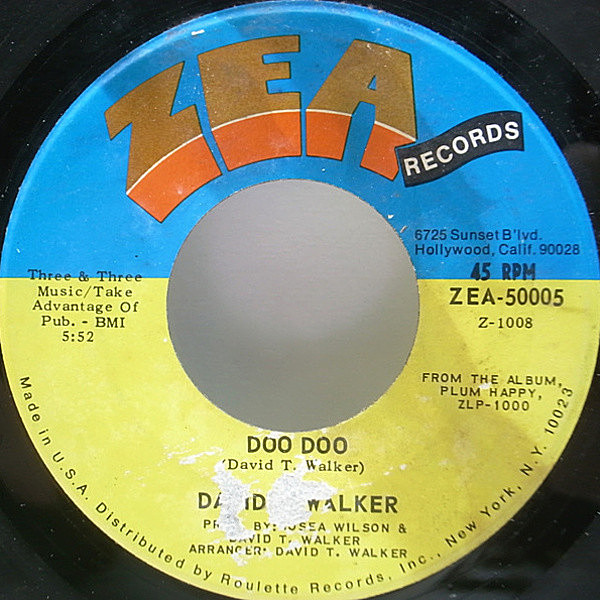 ZEA
RECORDS
6725 Sunset B'lvd.
Hollywood, Calif. 90028
45 RPM
ZEA-50005
Z-1008
Three & Three
Music/Take
Advantage Of
Pub. - BMI
5:52
FROM THE ALBUM,
PLUM HAPPY,
ZLP-1000
DOO DOO
(David T. Walker)
WALKER
BY: WILSON &
DAVID T. WALKER
ARRANGER: DAVID T. WALKER
Made in U.S.A. Distributed by Roulette Records, Inc., New York, N.Y. 10023